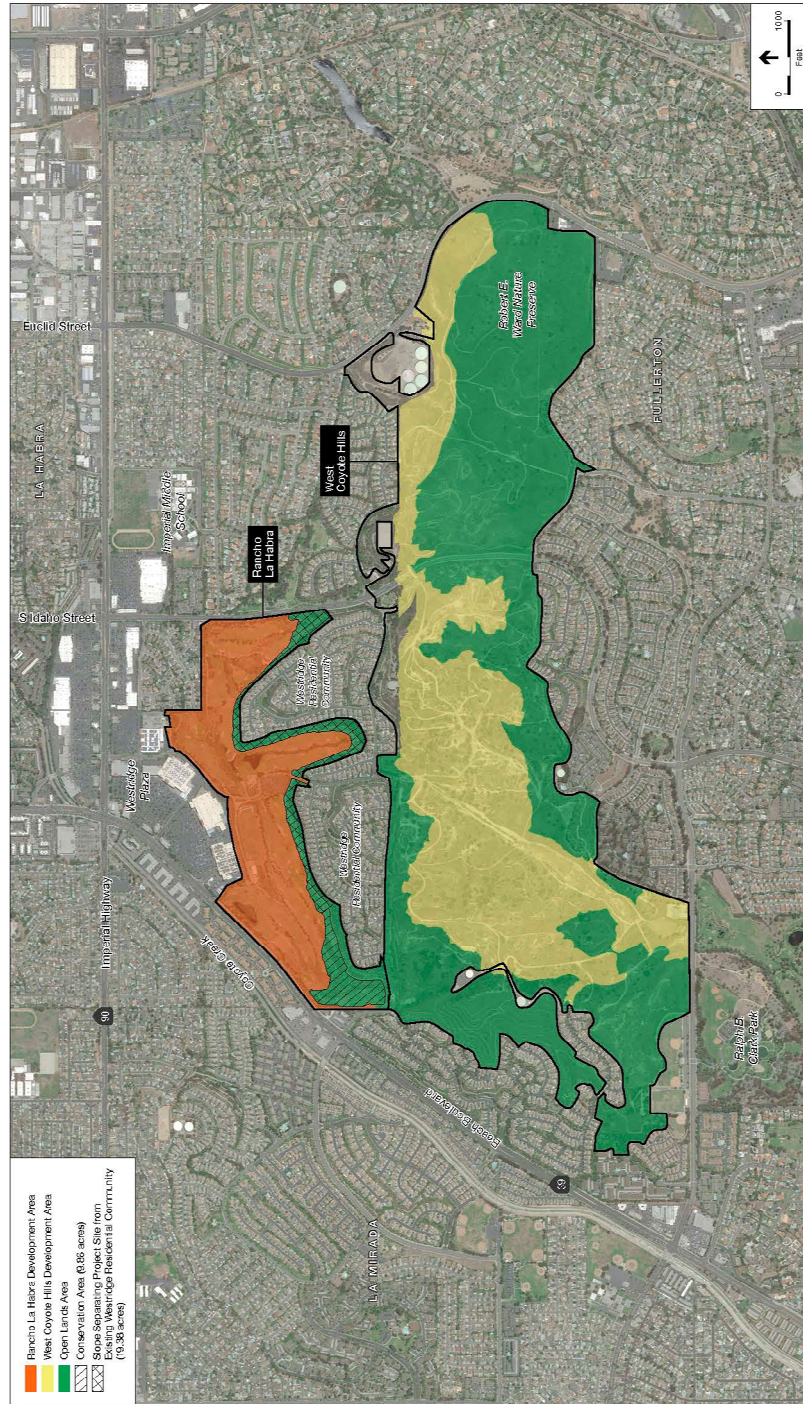 Rancho La Habra Development Area
West Coyote Hills Development Area
Open Lands Area
Conservation Area (9.86 acres)
Slope Separating Project Site from
Existing Westridge Residential Community
(19.38 acres)
LA HABRA
Euclid Street
Imperial Middle
School
S Idaho Street
Rancho
La Habra
West
Coyote Hills
Westridge
Plaza
Imperial Highway
90
Coyote Creek
Westridge
Residential
Community
Westridge
Residential Community
Robert E.
Ward Nature
Preserve
FULLERTON
Beach Boulevard
39
LA MIRADA
Ralph B.
Clark Park
0
1000
Feet